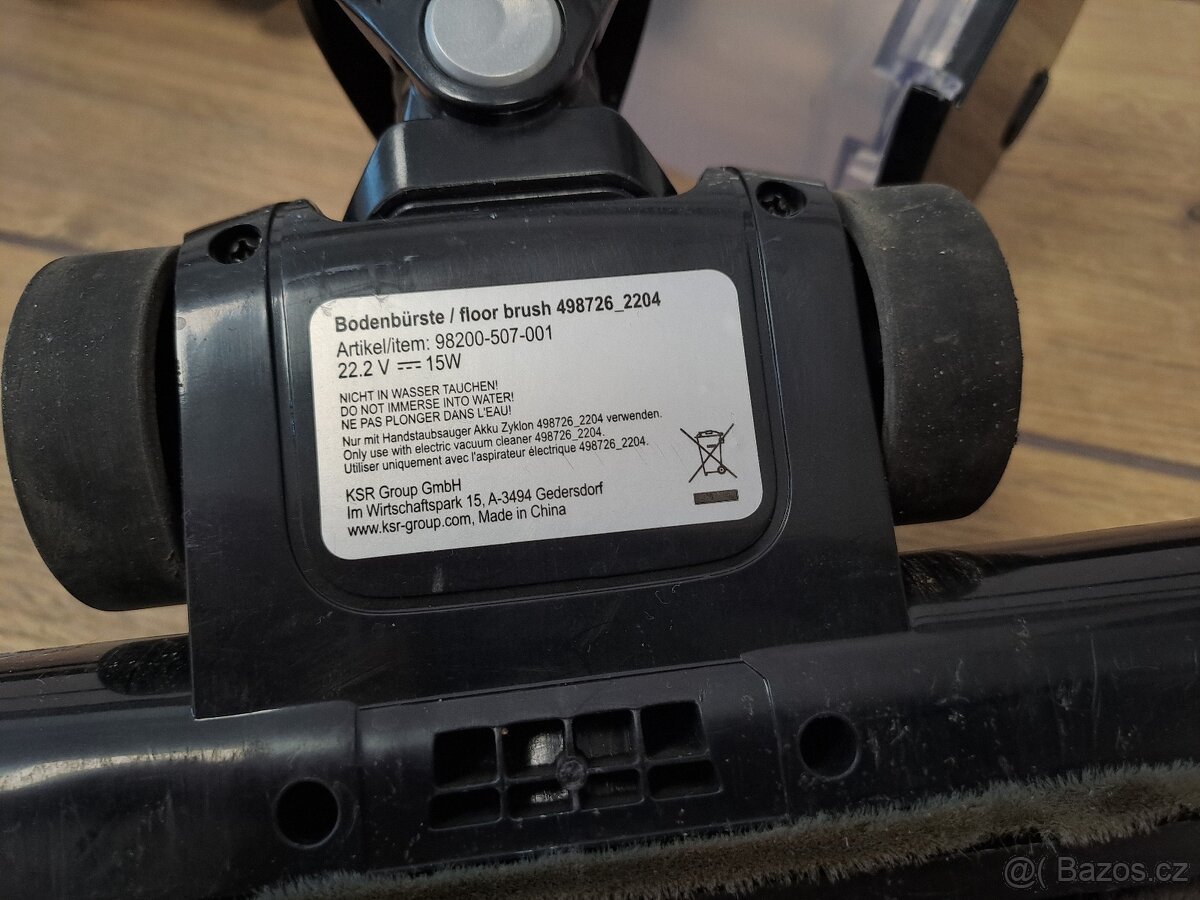 Bodenbürste / floor brush 498726_2204
Artikel/item: 98200-507-001
22.2 V ⎓ 15W
NICHT IN WASSER TAUCHEN!
DO NOT IMMERSE INTO WATER!
NE PAS PLONGER DANS L'EAU!
Nur mit Handstaubsauger Akku Zyklon 498726_2204 verwenden.
Only use with electric vacuum cleaner 498726_2204.
Utiliser uniquement avec l'aspirateur électrique 498726_2204.
KSR Group GmbH
Im Wirtschaftspark 15, A-3494 Gedersdorf
www.ksr-group.com, Made in China
@( Bazos.cz